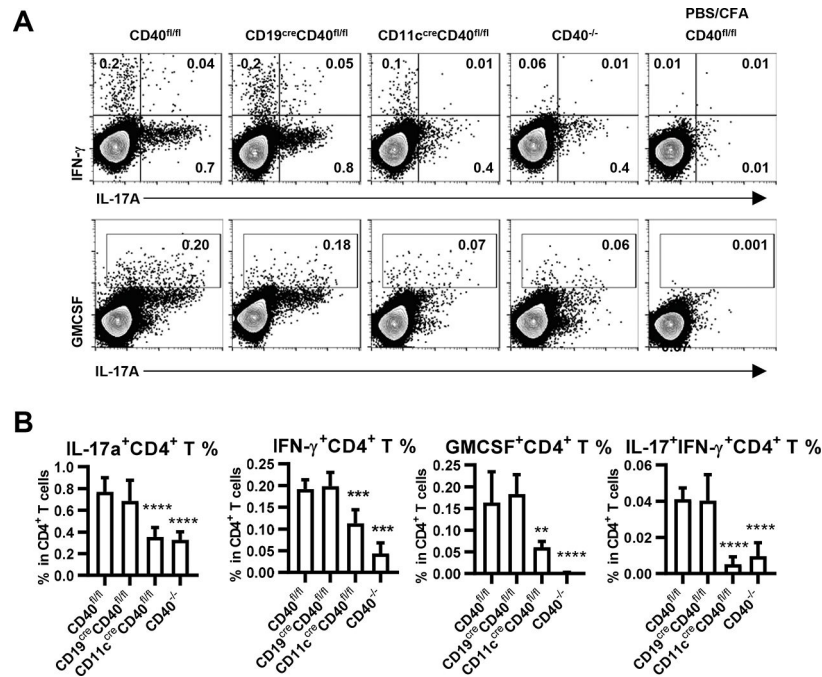 A
PBS/CFA
CD40fl/fl CD19creCD40fl/fl CD11ccreCD40fl/fl CD40-/- CD40fl/fl
0.2 0.04 0.2 0.05 0.1 0.01 0.06 0.01 0.01 0.01
IFN-γ
0.7 0.8 0.4 0.4 0.01
IL-17A
0.20 0.18 0.07 0.06 0.001
GMCSF
IL-17A
B
IL-17a+CD4+ T %
% in CD4+ T cells
1.0
0.8
0.6
0.4
0.2
0.0
****
****
CD40fl/fl
CD19creCD40fl/fl
CD11ccreCD40fl/fl
CD40-/-
IFN-γ+CD4+ T %
% in CD4+ T cells
0.25
0.20
0.15
0.10
0.05
0.00
***
***
CD40fl/fl
CD19creCD40fl/fl
CD11ccreCD40fl/fl
CD40-/-
GMCSF+CD4+ T %
% in CD4+ T cells
0.25
0.20
0.15
0.10
0.05
0.00
**
****
CD40fl/fl
CD19creCD40fl/fl
CD11ccreCD40fl/fl
CD40-/-
IL-17+IFN-γ+CD4+ T %
% in CD4+ T cells
0.06
0.04
0.02
0.00
****
****
CD40fl/fl
CD19creCD40fl/fl
CD11ccreCD40fl/fl
CD40-/-